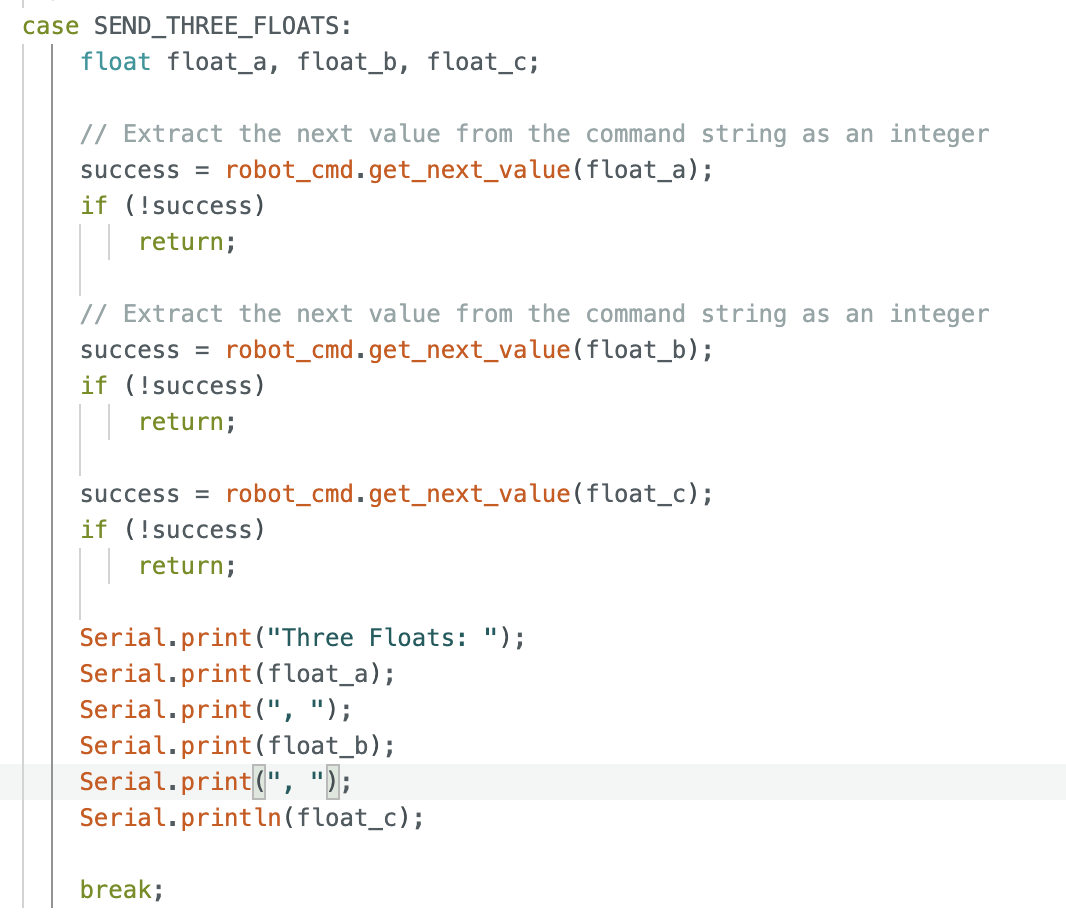 case SEND_THREE_FLOATS:
float float_a, float_b, float_c;
// Extract the next value from the command string as an integer
success = robot_cmd.get_next_value(float_a);
if (!success)
return;
// Extract the next value from the command string as an integer
success = robot_cmd.get_next_value(float_b);
if (!success)
return;
success = robot_cmd.get_next_value(float_c);
if (!success)
return;
Serial.print("Three Floats: ");
Serial.print(float_a);
Serial.print(", ");
Serial.print(float_b);
Serial.print(", ");
Serial.println(float_c);
break;